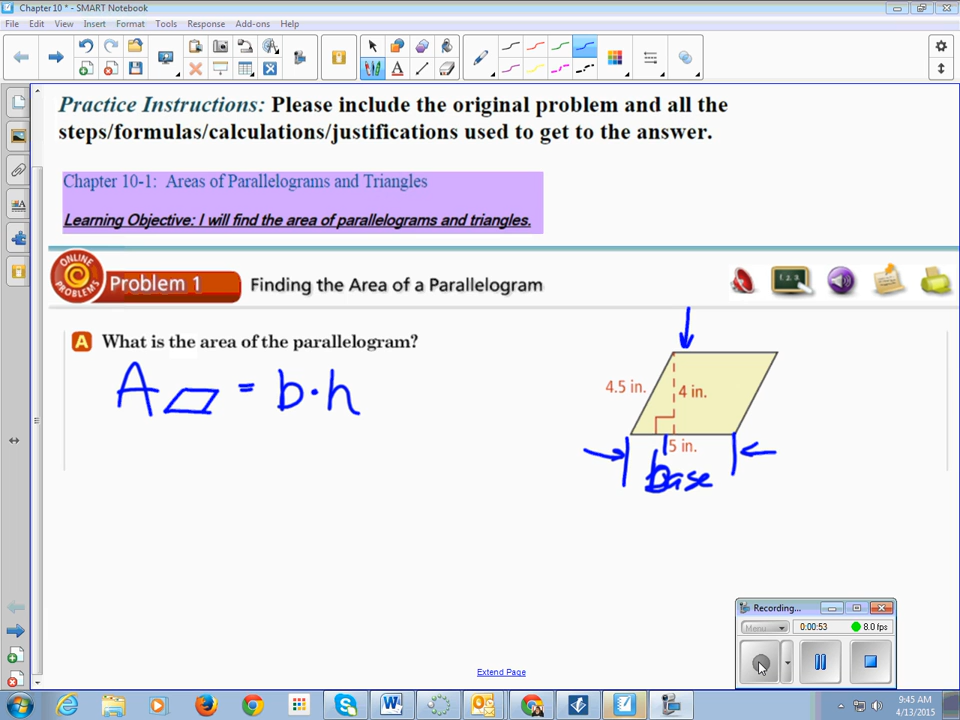 Chapter 10 * - SMART Notebook
File Edit View Insert Format Tools Response Add-ons Help
Practice Instructions: Please include the original problem and all the
steps/formulas/calculations/justifications used to get to the answer.
Chapter 10-1: Areas of Parallelograms and Triangles
Learning Objective: I will find the area of parallelograms and triangles.
ONLINE PROBLEMS
Problem 1 Finding the Area of a Parallelogram
A What is the area of the parallelogram?
A▱ = b·h
4.5 in. 4 in.
5 in.
base
Recording...
Menu 0:00:53 8.0 fps
Extend Page
9:45 AM
4/13/2015